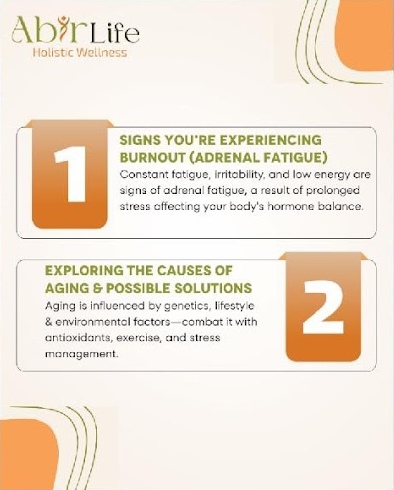 Abir Life
Holistic Wellness
1
SIGNS YOU'RE EXPERIENCING
BURNOUT (ADRENAL FATIGUE)
Constant fatigue, irritability, and low energy are
signs of adrenal fatigue, a result of prolonged
stress affecting your body's hormone balance.
EXPLORING THE CAUSES OF
AGING & POSSIBLE SOLUTIONS
Aging is influenced by genetics, lifestyle
& environmental factors—combat it with
antioxidants, exercise, and stress
management.
2